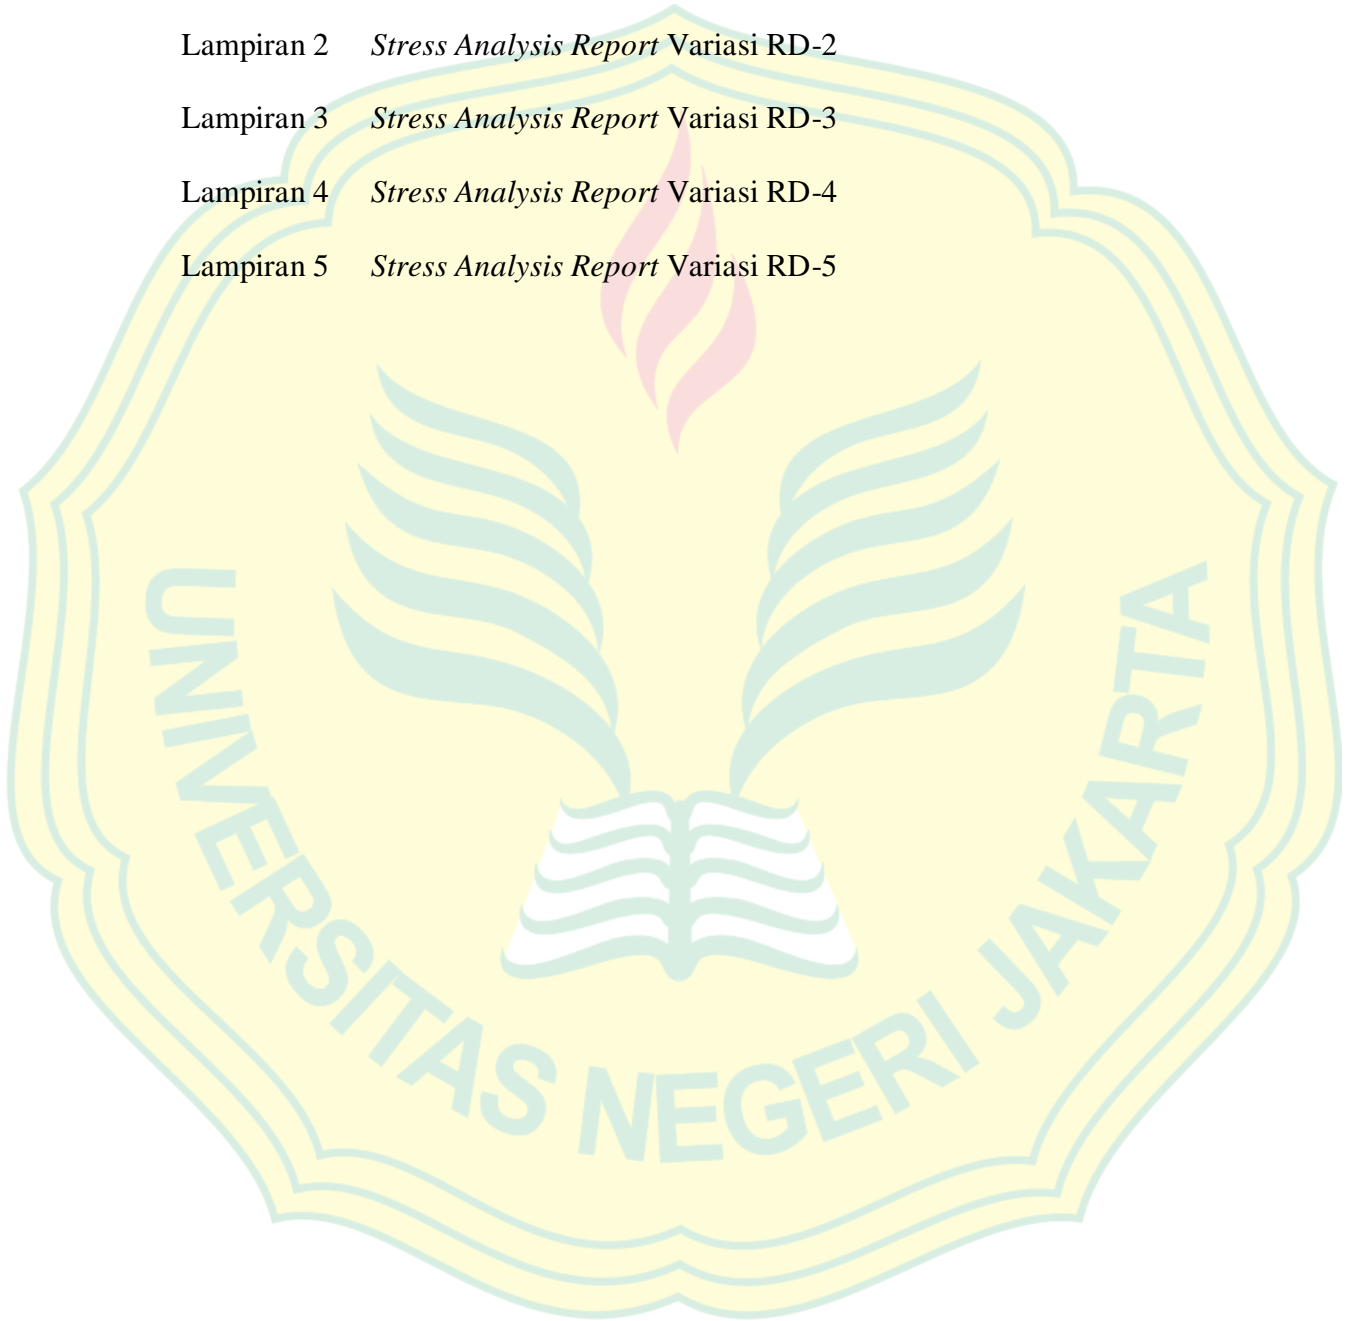 Lampiran 2 Stress Analysis Report Variasi RD-2
Lampiran 3 Stress Analysis Report Variasi RD-3
Lampiran 4 Stress Analysis Report Variasi RD-4
Lampiran 5 Stress Analysis Report Variasi RD-5
UNIVERSITAS NEGERI JAKARTA